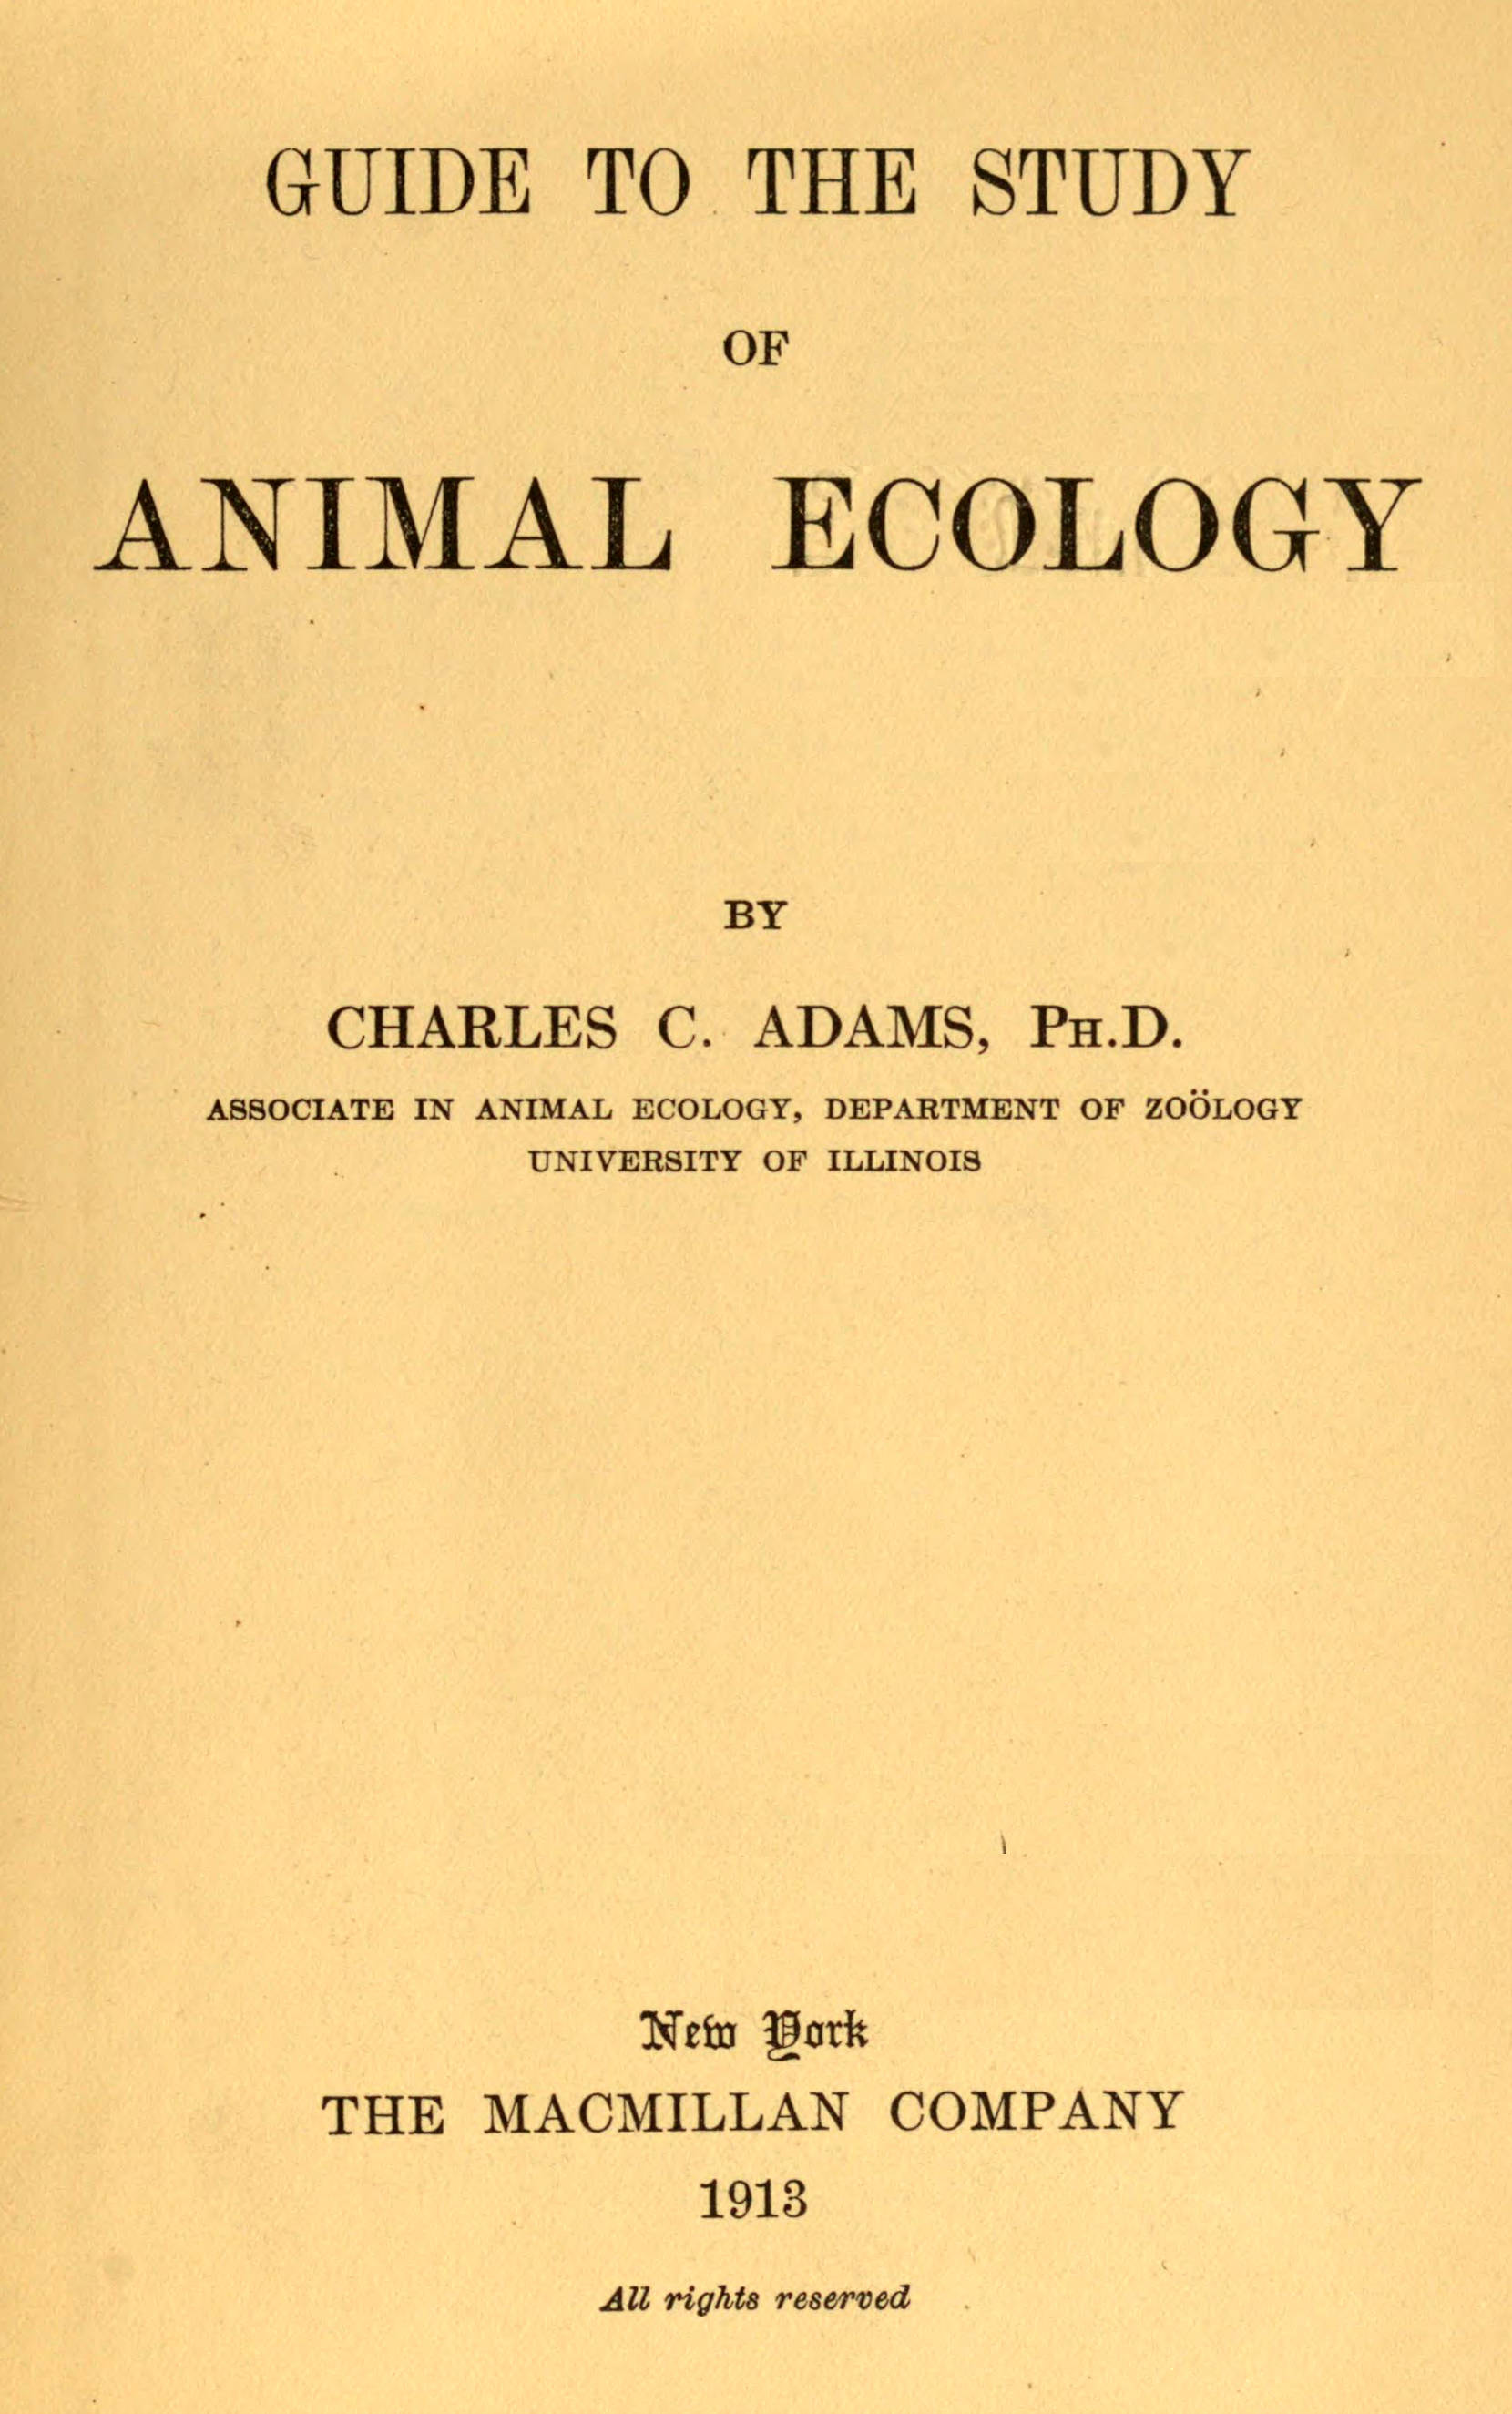 GUIDE TO THE STUDY
OF
ANIMAL ECOLOGY
BY
CHARLES C. ADAMS, PH.D.
ASSOCIATE IN ANIMAL ECOLOGY, DEPARTMENT OF ZOÖLOGY
UNIVERSITY OF ILLINOIS
New York
THE MACMILLAN COMPANY
1913
All rights reserved